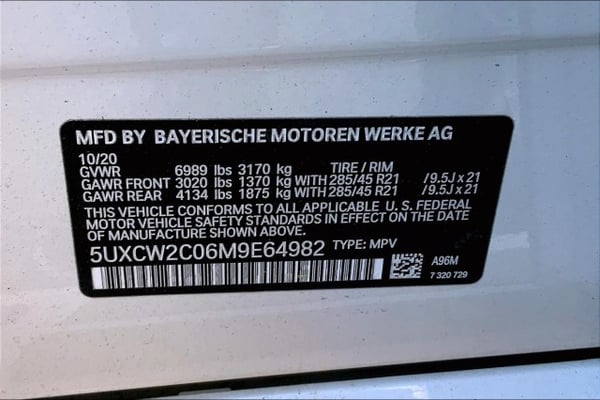 MFD BY BAYERISCHE MOTOREN WERKE AG
10/20
GVWR 6989 lbs 3170 kg TIRE / RIM
GAWR FRONT 3020 lbs 1370 kg WITH 285/45 R21 / 9.5J x 21
GAWR REAR 4134 lbs 1875 kg WITH 285/45 R21 / 9.5J x 21
THIS VEHICLE CONFORMS TO ALL APPLICABLE U. S. FEDERAL
MOTOR VEHICLE SAFETY STANDARDS IN EFFECT ON THE DATE
OF MANUFACTURE SHOWN ABOVE.
5UXCW2C06M9E64982 TYPE: MPV
A96M
7 320 729